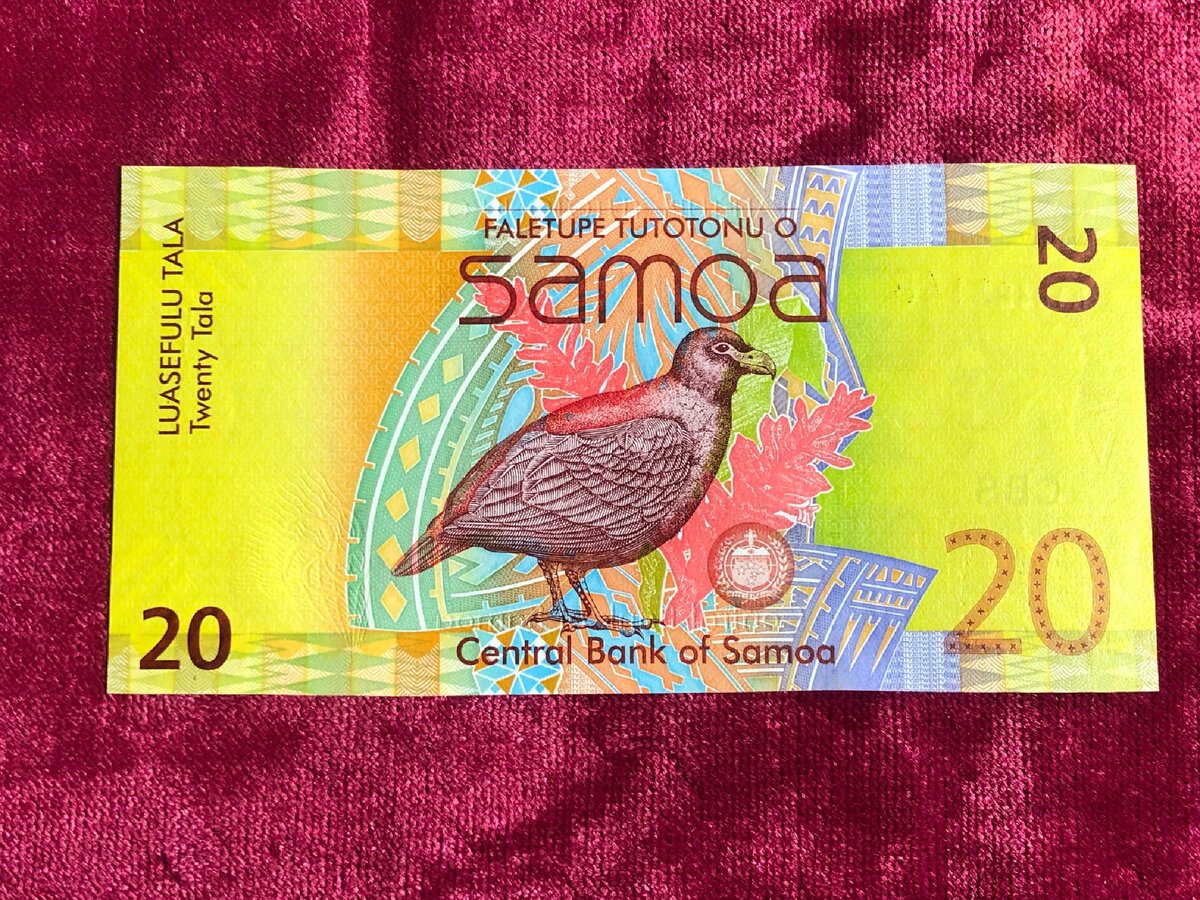 LUASEFULU TALA
Twenty Tala
FALETUPE TUTOTONU O
samoa
20
20
20
Central Bank of Samoa